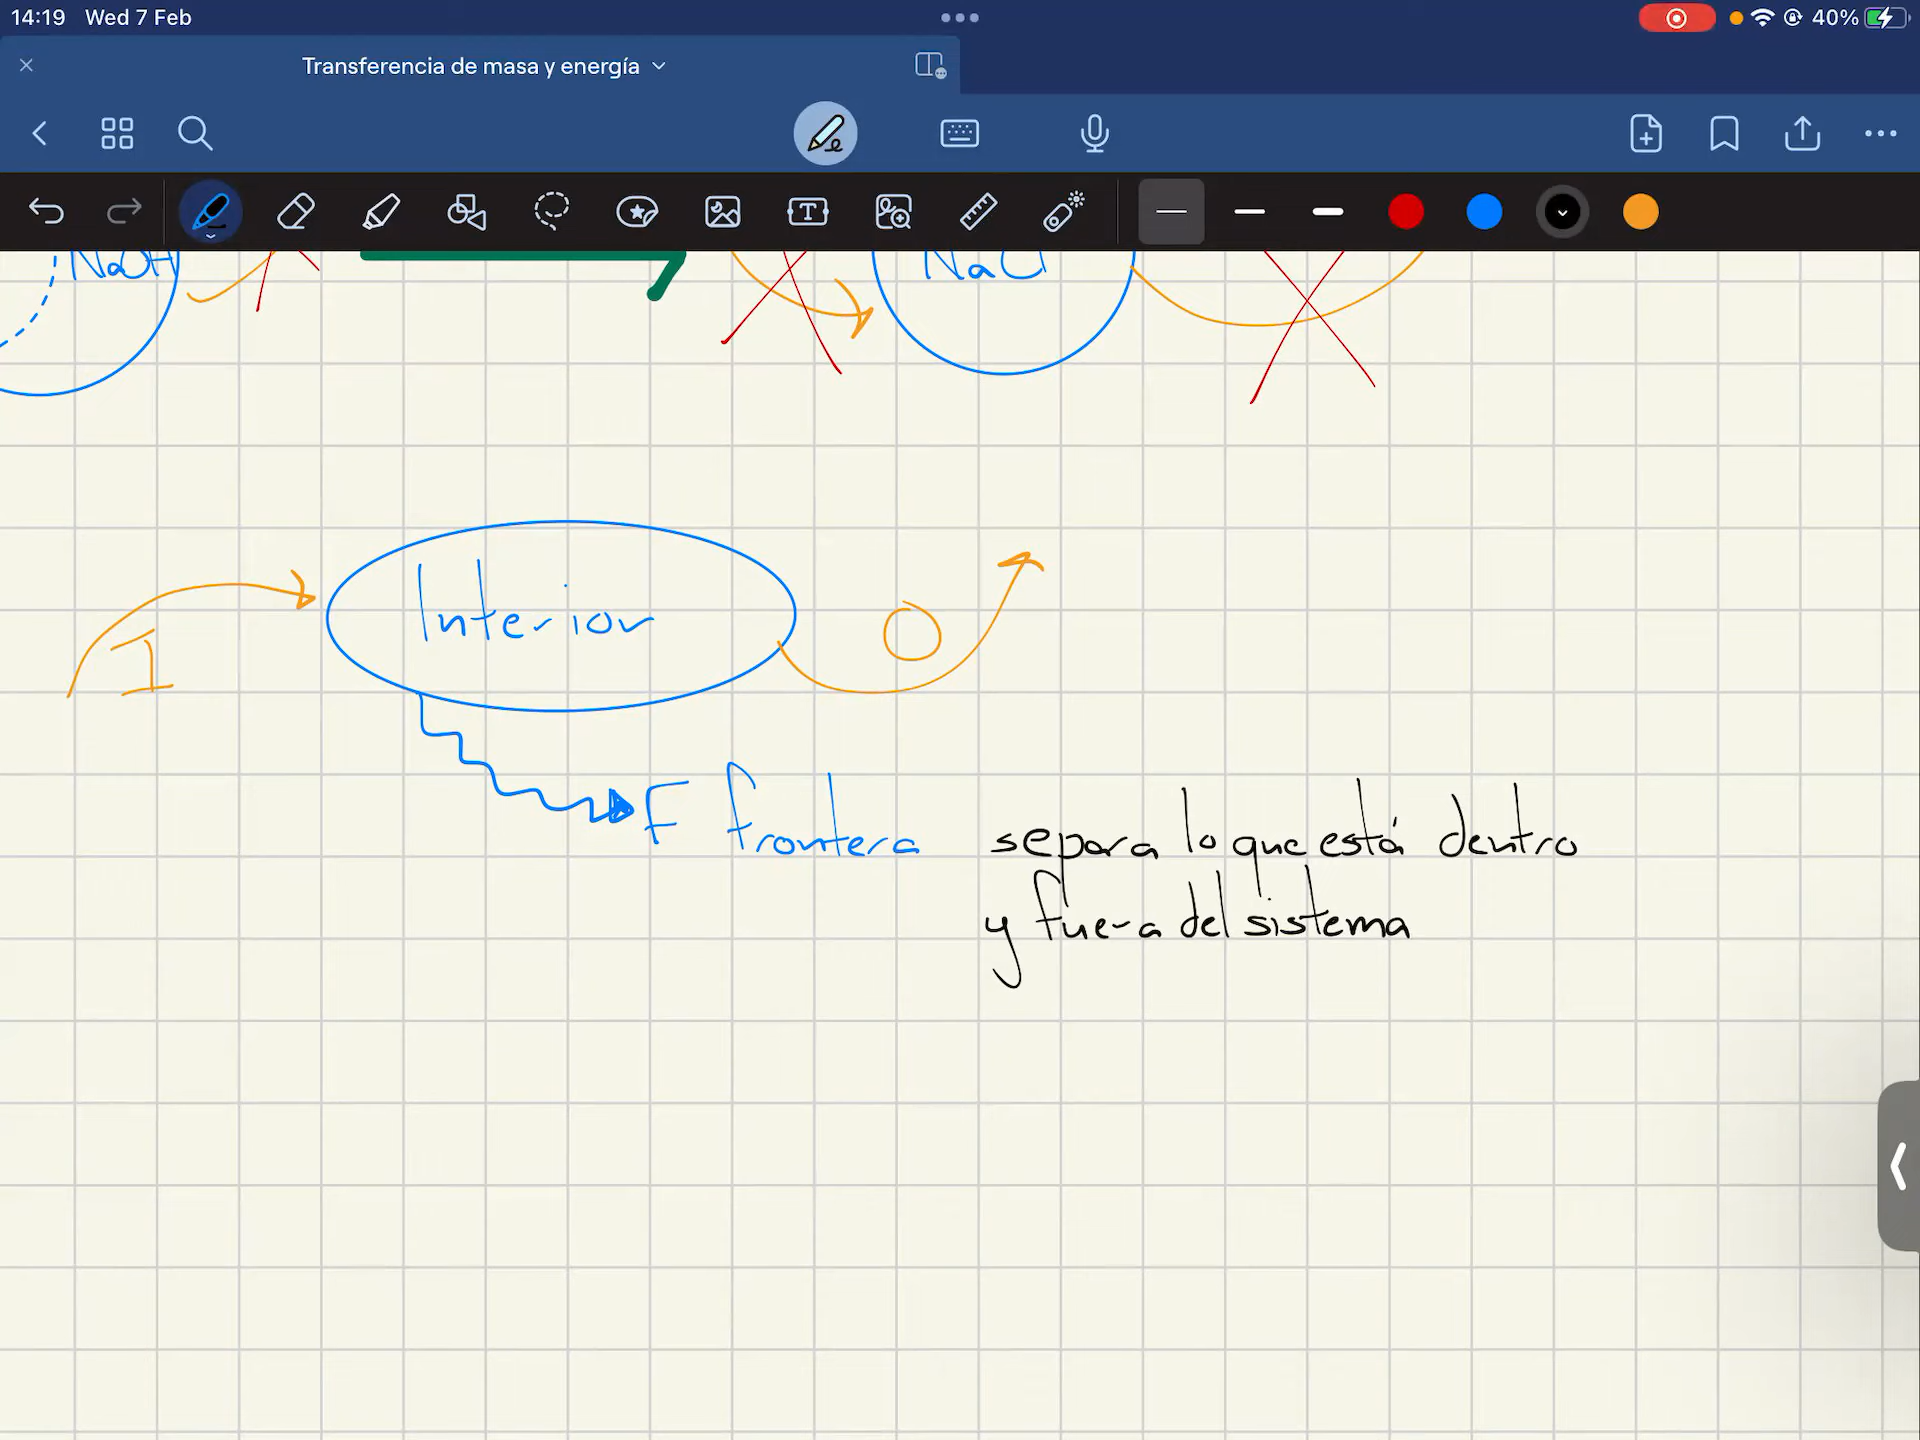 14:19 Wed 7 Feb
40%
Transferencia de masa y energía
NaOH
NaCl
Interior
I
O
F frontera
separa lo que está dentro
y fuera del sistema